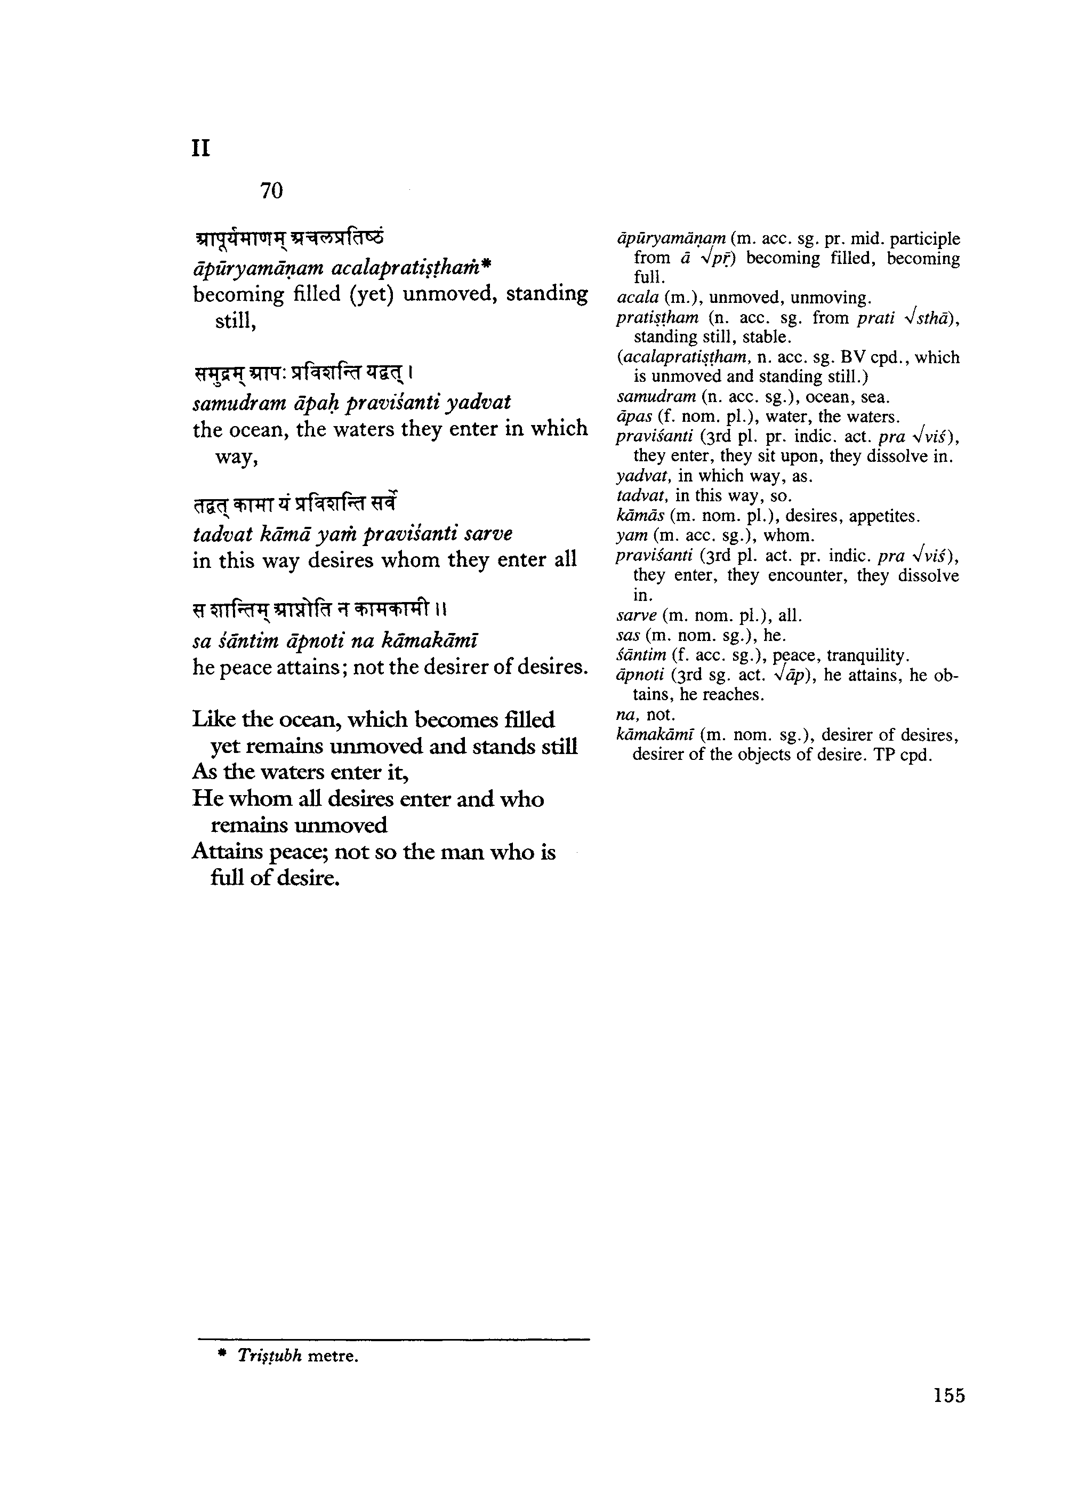 II
70
आपूर्यमाणम् अचलप्रतिष्ठं
āpūryamāṇam acalapratiṣṭhaṁ*
becoming filled (yet) unmoved, standing
still,
समुद्रम् आपः प्रविशन्ति यद्वत् ।
samudram āpaḥ praviśanti yadvat
the ocean, the waters they enter in which
way,
तद्वत् कामा यं प्रविशन्ति सर्वे
tadvat kāmā yaṁ praviśanti sarve
in this way desires whom they enter all
स शान्तिम् आप्नोति न कामकामी ॥
sa śāntim āpnoti na kāmakāmī
he peace attains; not the desirer of desires.
Like the ocean, which becomes filled
yet remains unmoved and stands still
As the waters enter it,
He whom all desires enter and who
remains unmoved
Attains peace; not so the man who is
full of desire.
āpūryamāṇam (m. acc. sg. pr. mid. participle
from ā √pṝ) becoming filled, becoming
full.
acala (m.), unmoved, unmoving.
pratiṣṭham (n. acc. sg. from prati √sthā),
standing still, stable.
(acalapratiṣṭham, n. acc. sg. BV cpd., which
is unmoved and standing still.)
samudram (n. acc. sg.), ocean, sea.
āpas (f. nom. pl.), water, the waters.
praviśanti (3rd pl. pr. indic. act. pra √viś),
they enter, they sit upon, they dissolve in.
yadvat, in which way, as.
tadvat, in this way, so.
kāmās (m. nom. pl.), desires, appetites.
yam (m. acc. sg.), whom.
praviśanti (3rd pl. act. pr. indic. pra √viś),
they enter, they encounter, they dissolve
in.
sarve (m. nom. pl.), all.
sas (m. nom. sg.), he.
śāntim (f. acc. sg.), peace, tranquility.
āpnoti (3rd sg. act. √āp), he attains, he ob-
tains, he reaches.
na, not.
kāmakāmī (m. nom. sg.), desirer of desires,
desirer of the objects of desire. TP cpd.
* Triṣṭubh metre.
155